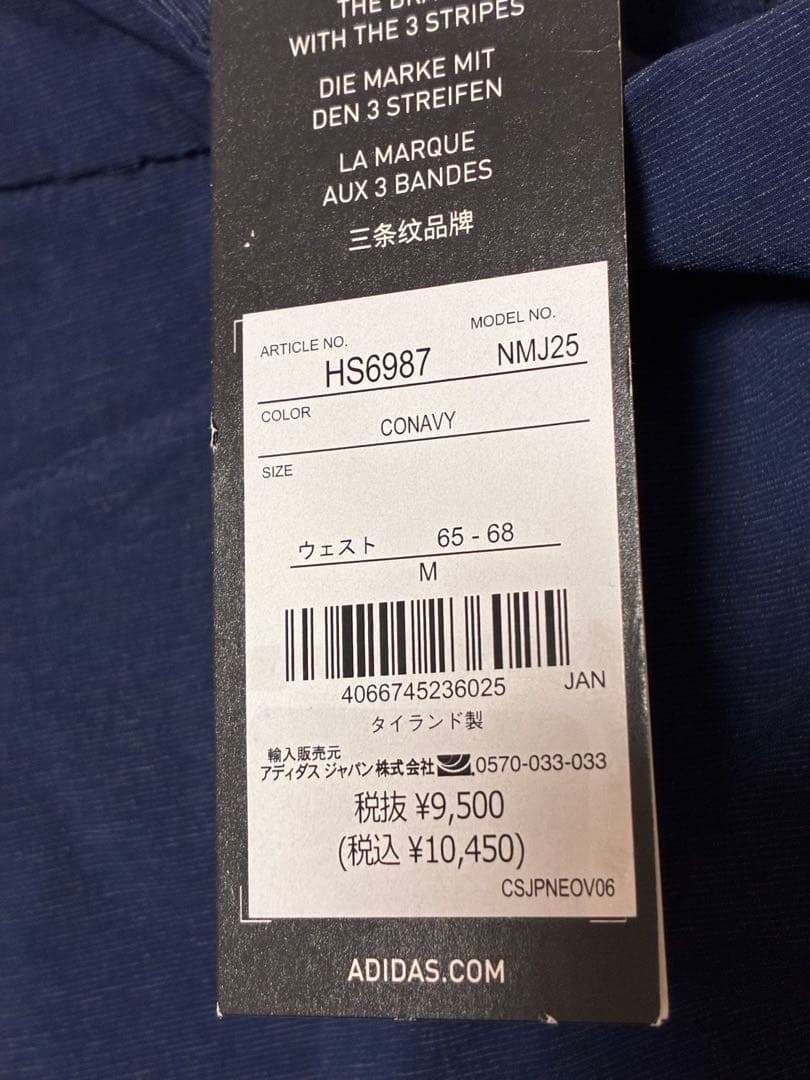 THE BRA
WITH THE 3 STRIPES
DIE MARKE MIT
DEN 3 STREIFEN
LA MARQUE
AUX 3 BANDES
三条纹品牌
ARTICLE NO. MODEL NO.
HS6987 NMJ25
COLOR
CONAVY
SIZE
ウェスト 65 - 68
M
4066745236025 JAN
タイランド製
輸入販売元
アディダス ジャパン株式会社 0570-033-033
税抜 ¥9,500
(税込 ¥10,450)
CSJPNEOV06
ADIDAS.COM